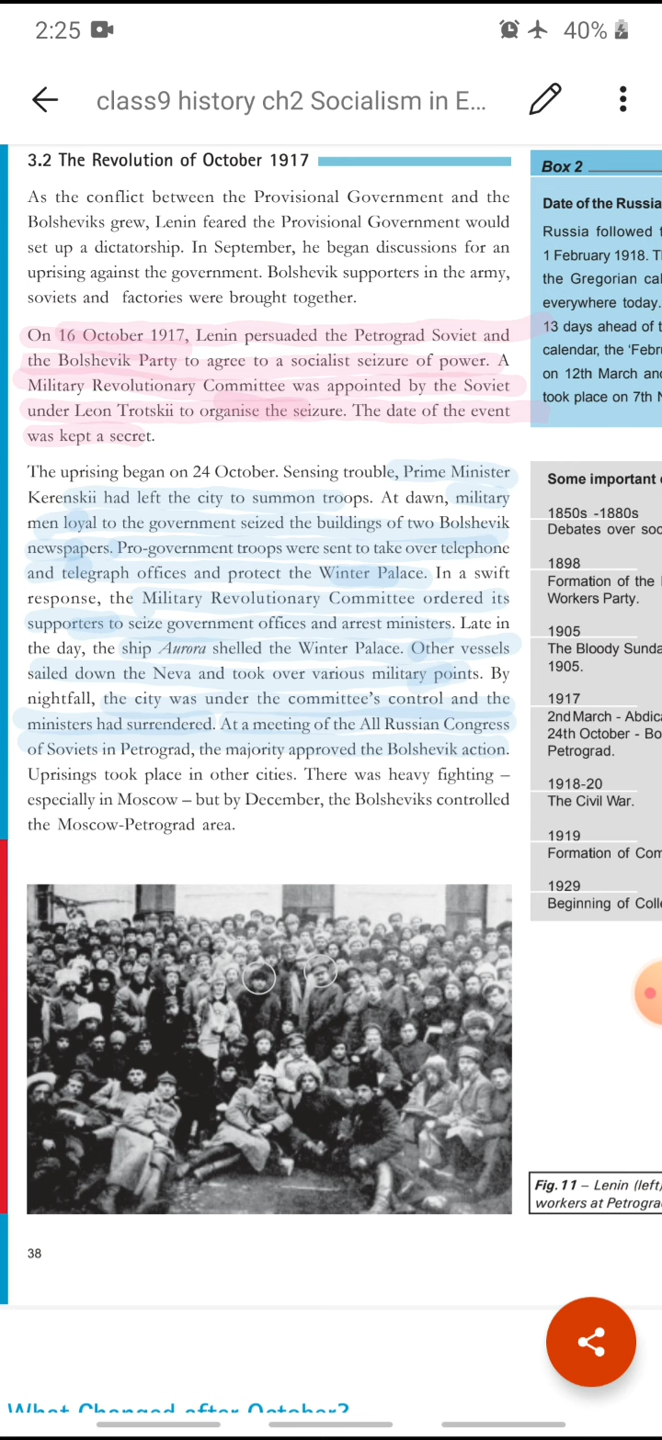 2:25
40%
class9 history ch2 Socialism in E...
3.2 The Revolution of October 1917
As the conflict between the Provisional Government and the
Bolsheviks grew, Lenin feared the Provisional Government would
set up a dictatorship. In September, he began discussions for an
uprising against the government. Bolshevik supporters in the army,
soviets and factories were brought together.
On 16 October 1917, Lenin persuaded the Petrograd Soviet and
the Bolshevik Party to agree to a socialist seizure of power. A
Military Revolutionary Committee was appointed by the Soviet
under Leon Trotskii to organise the seizure. The date of the event
was kept a secret.
The uprising began on 24 October. Sensing trouble, Prime Minister
Kerenskii had left the city to summon troops. At dawn, military
men loyal to the government seized the buildings of two Bolshevik
newspapers. Pro-government troops were sent to take over telephone
and telegraph offices and protect the Winter Palace. In a swift
response, the Military Revolutionary Committee ordered its
supporters to seize government offices and arrest ministers. Late in
the day, the ship Aurora shelled the Winter Palace. Other vessels
sailed down the Neva and took over various military points. By
nightfall, the city was under the committee's control and the
ministers had surrendered. At a meeting of the All Russian Congress
of Soviets in Petrograd, the majority approved the Bolshevik action.
Uprisings took place in other cities. There was heavy fighting –
especially in Moscow – but by December, the Bolsheviks controlled
the Moscow-Petrograd area.
38
Box 2
Date of the Russia
Russia followed
1 February 1918.
the Gregorian
everywhere today.
13 days ahead of
calendar, the
on 12th March
took place on 7th
Some important
1850s -1880s
Debates over
1898
Formation of the
Workers Party.
1905
The Bloody
1905.
1917
2nd March -
24th October -
Petrograd.
1918-20
The Civil War.
1919
Formation of
1929
Beginning of
Fig. 11 – Lenin (left)
workers at
What Changed after October?